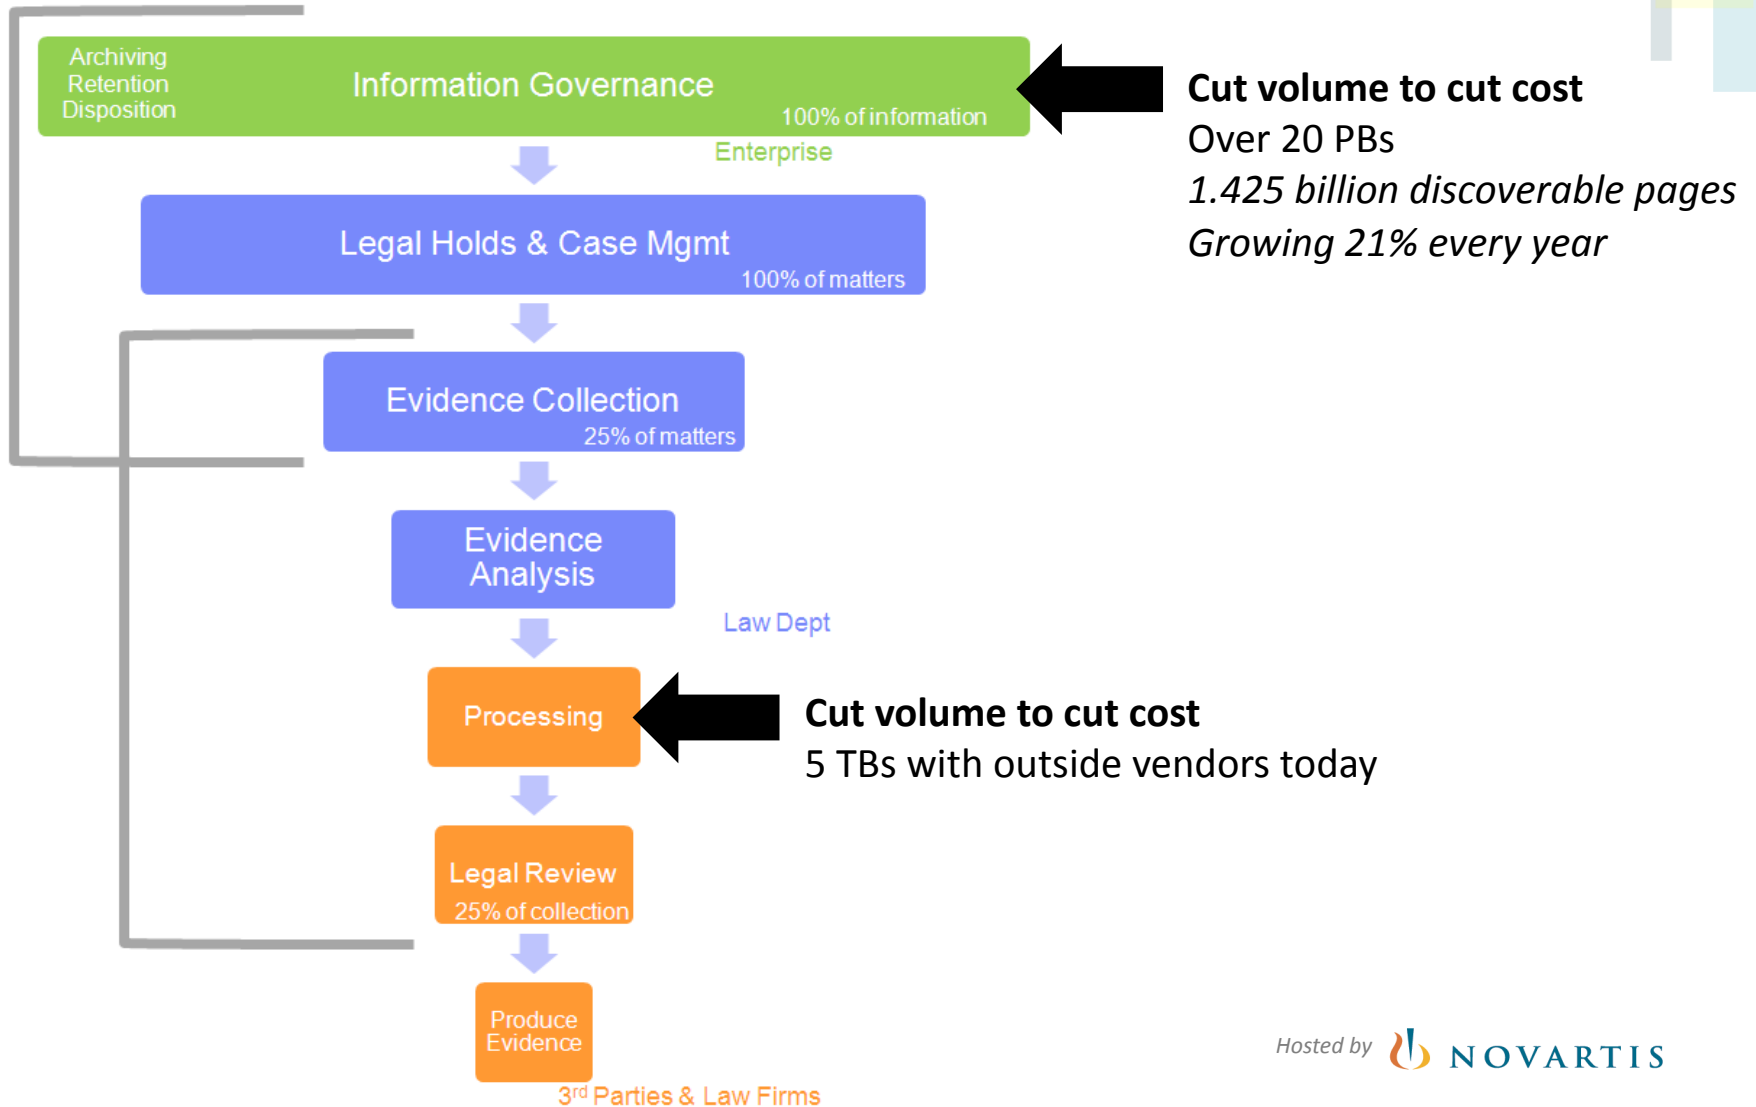 Archiving
Retention
Disposition
Information Governance
100% of information
Enterprise
Cut volume to cut cost
Over 20 PBs
1.425 billion discoverable pages
Growing 21% every year
Legal Holds & Case Mgmt
100% of matters
Evidence Collection
25% of matters
Evidence
Analysis
Law Dept
Processing
Cut volume to cut cost
5 TBs with outside vendors today
Legal Review
25% of collection
Produce
Evidence
3rd Parties & Law Firms
Hosted by
NOVARTIS